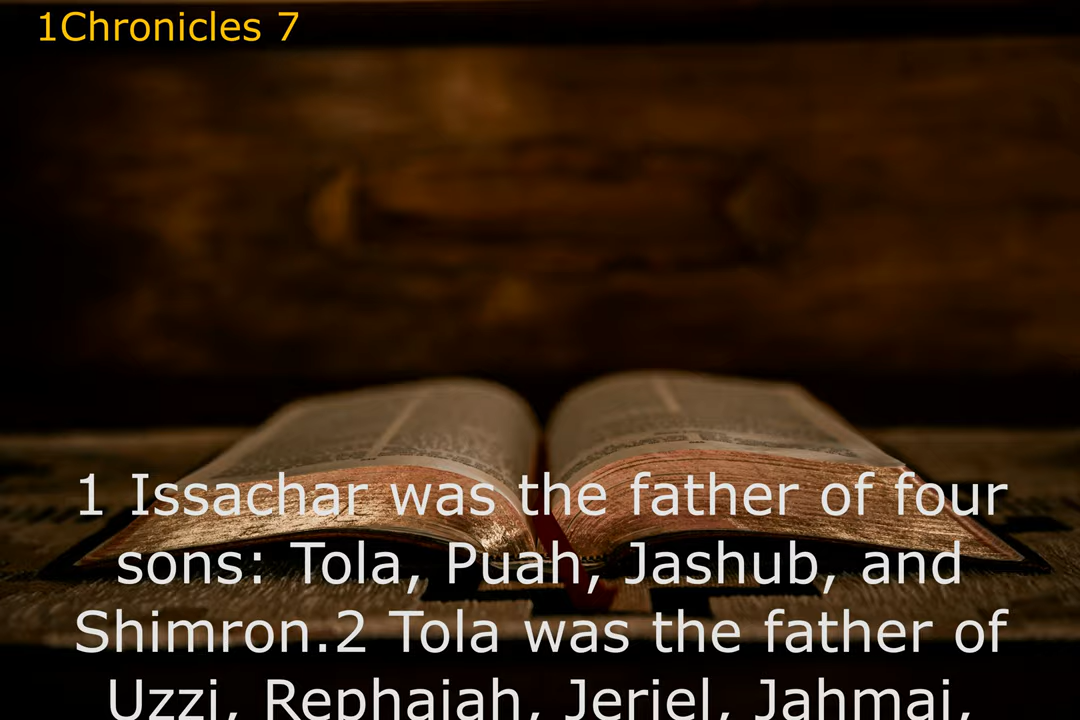 1Chronicles 7
1 Issachar was the father of four
sons: Tola, Puah, Jashub, and
Shimron.2 Tola was the father of
Uzzi, Rephaiah, Jeriel, Jahmai,